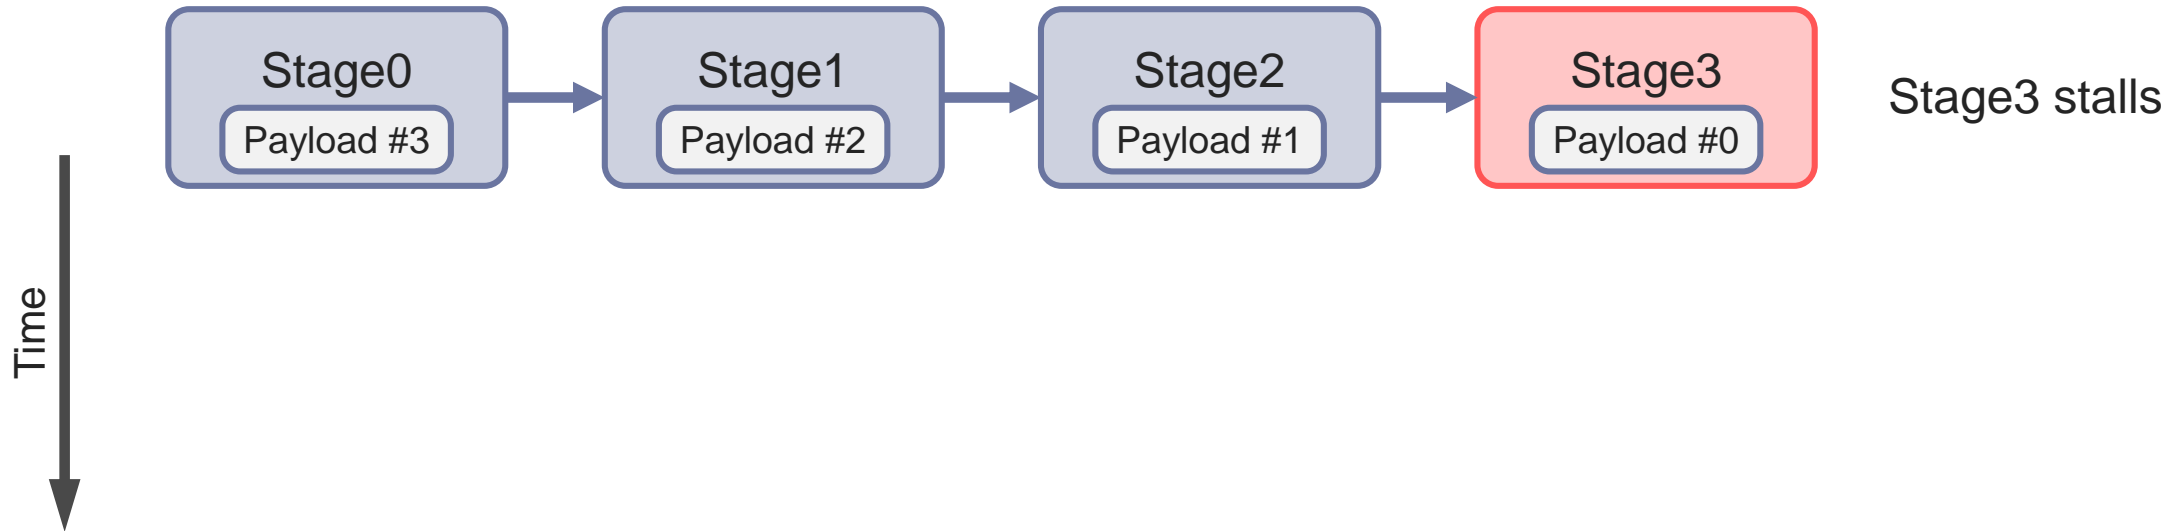 Stage0
Payload #3
Stage1
Payload #2
Stage2
Payload #1
Stage3
Payload #0
Stage3 stalls
Time